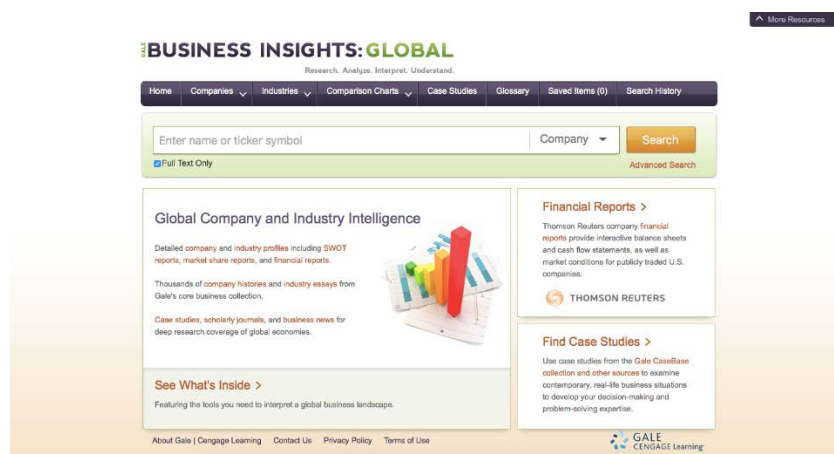 More Resources
GALE
BUSINESS INSIGHTS: GLOBAL
Research. Analyze. Interpret. Understand.
Home Companies Industries Comparison Charts Case Studies Glossary Saved Items (0) Search History
Enter name or ticker symbol Company Search
Full Text Only Advanced Search
Global Company and Industry Intelligence
Detailed company and industry profiles including SWOT
reports, market share reports, and financial reports.
Thousands of company histories and industry essays from
Gale's core business collection.
Case studies, scholarly journals, and business news for
deep research coverage of global economies.
See What's Inside >
Featuring the tools you need to interpret a global business landscape.
Financial Reports >
Thomson Reuters company financial
reports provide interactive balance sheets
and cash flow statements, as well as
market conditions for publicly traded U.S.
companies.
THOMSON REUTERS
Find Case Studies >
Use case studies from the Gale CaseBase
collection and other sources to examine
contemporary, real-life business situations
to develop your decision-making and
problem-solving expertise.
About Gale | Cengage Learning Contact Us Privacy Policy Terms of Use
GALE
CENGAGE Learning